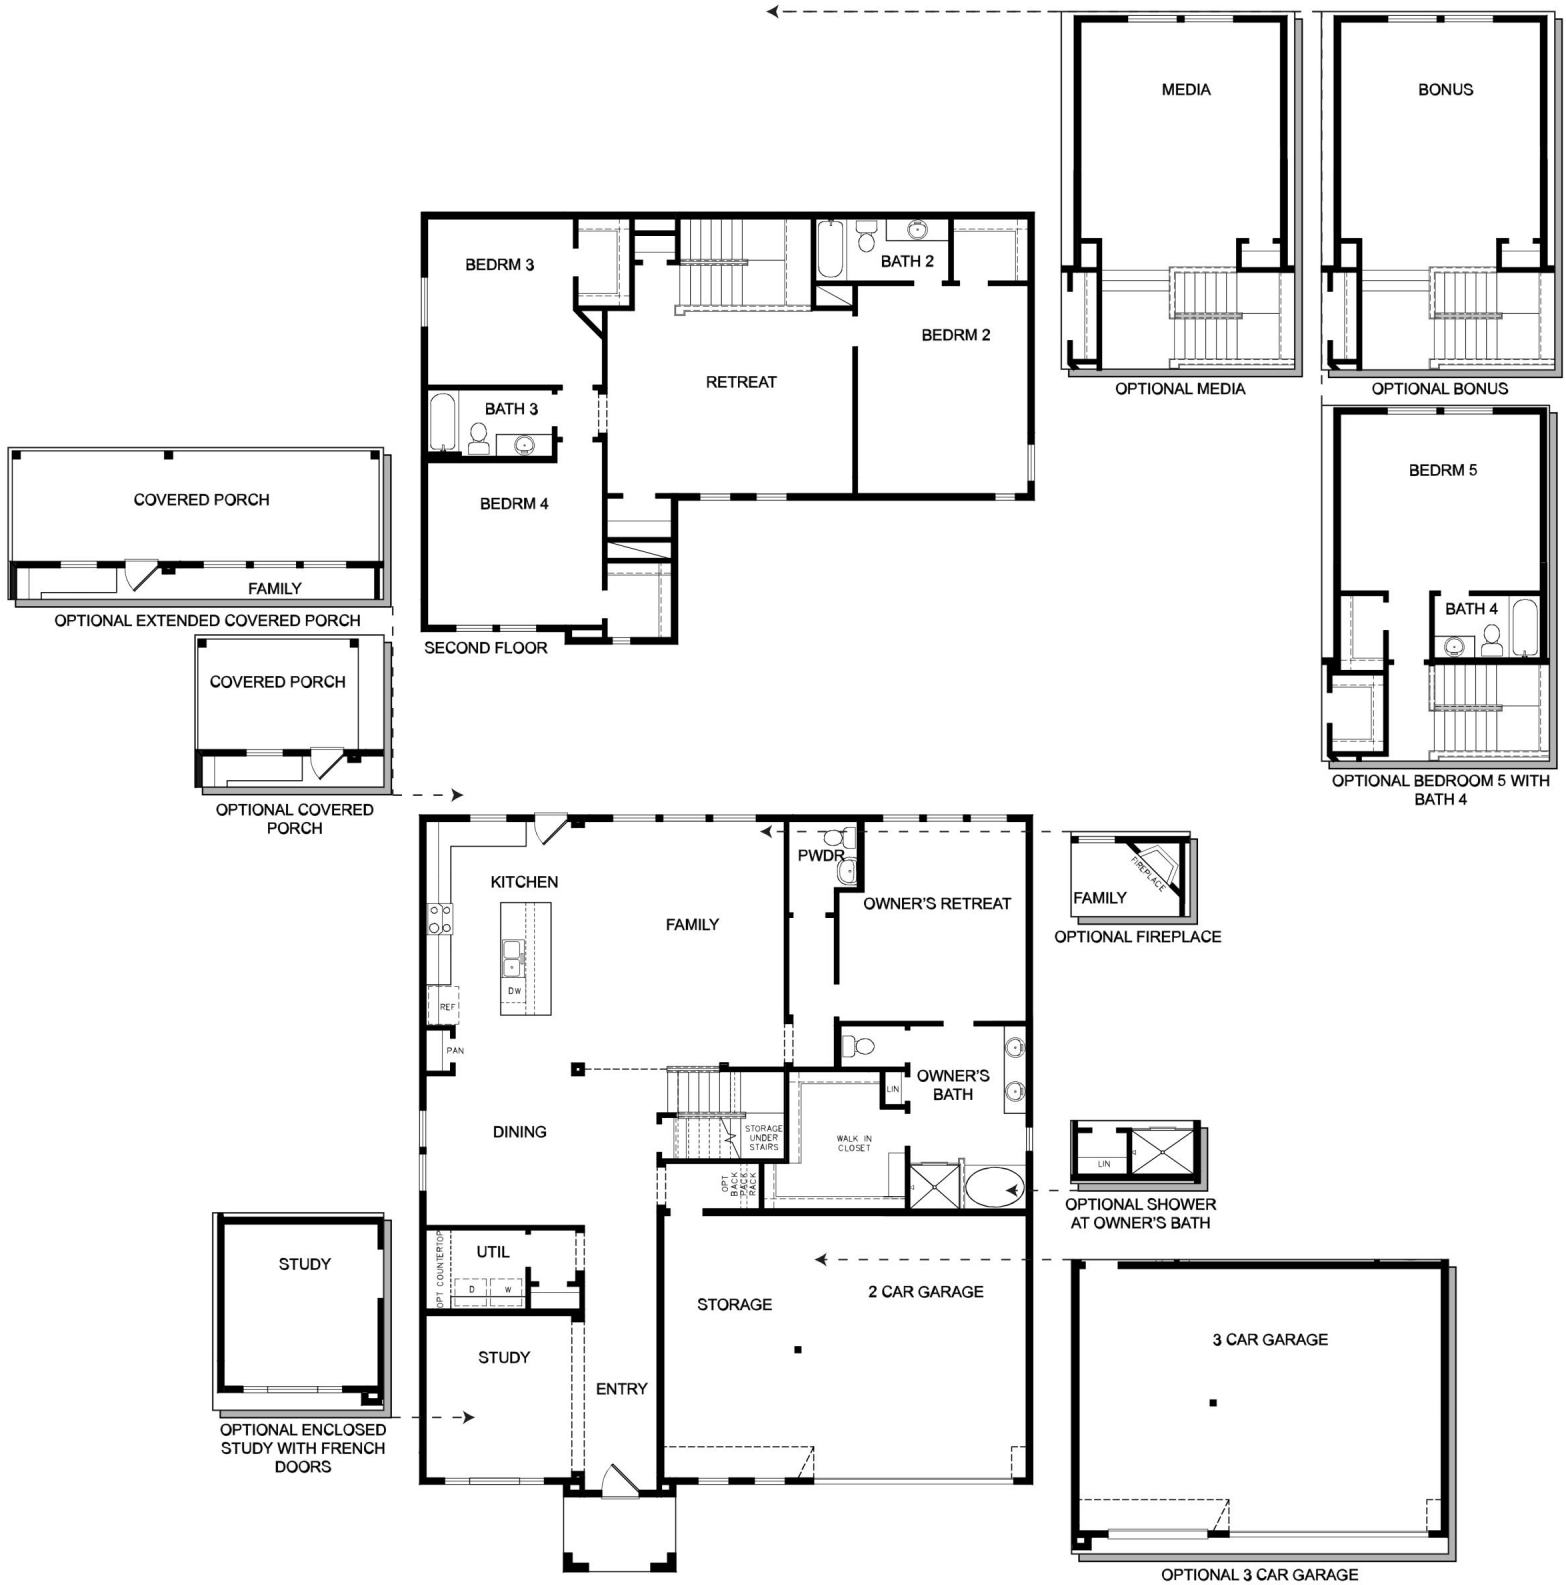 MEDIA
OPTIONAL MEDIA
BONUS
OPTIONAL BONUS
BEDRM 3
BATH 2
BEDRM 2
RETREAT
BATH 3
BEDRM 4
SECOND FLOOR
COVERED PORCH
FAMILY
OPTIONAL EXTENDED COVERED PORCH
COVERED PORCH
OPTIONAL COVERED
PORCH
BEDRM 5
BATH 4
OPTIONAL BEDROOM 5 WITH
BATH 4
KITCHEN
FAMILY
PWDR
OWNER'S RETREAT
DW
REF
PAN
FIREPLACE
FAMILY
OPTIONAL FIREPLACE
OWNER'S
BATH
LIN
DINING
STORAGE
UNDER
STAIRS
WALK IN
CLOSET
OPT
BACK
PACK
RACK
LIN
OPTIONAL SHOWER
AT OWNER'S BATH
UTIL
OPT COUNTERTOP
D
W
STUDY
OPTIONAL ENCLOSED
STUDY WITH FRENCH
DOORS
STUDY
ENTRY
STORAGE
2 CAR GARAGE
3 CAR GARAGE
OPTIONAL 3 CAR GARAGE